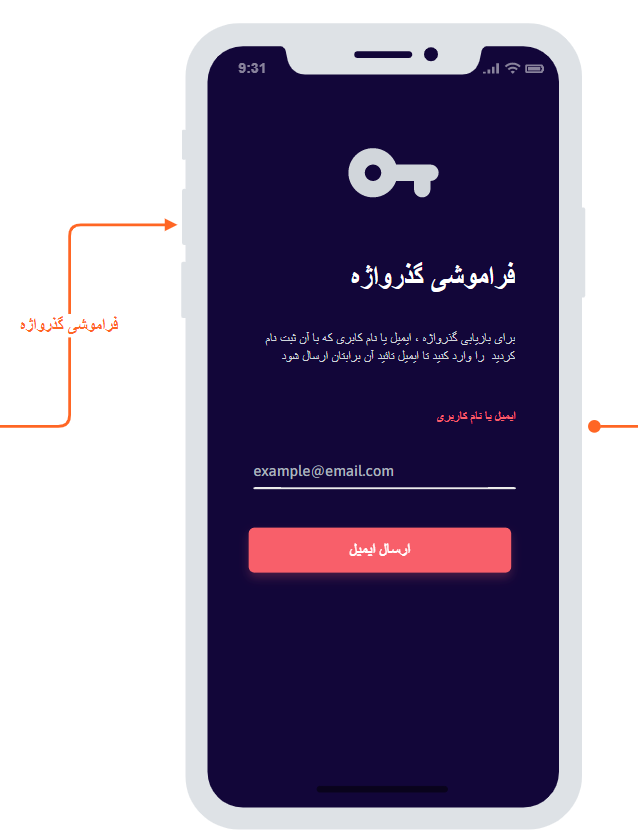 9:31
فراموشی گذرواژه
فراموشی گذرواژه
برای بازیابی گذرواژه ، ایمیل یا نام کابری که با آن ثبت نام
کردید را وارد کنید تا ایمیل تائید آن برایتان ارسال شود
ایمیل یا نام کاربری
example@email.com
ارسال ایمیل